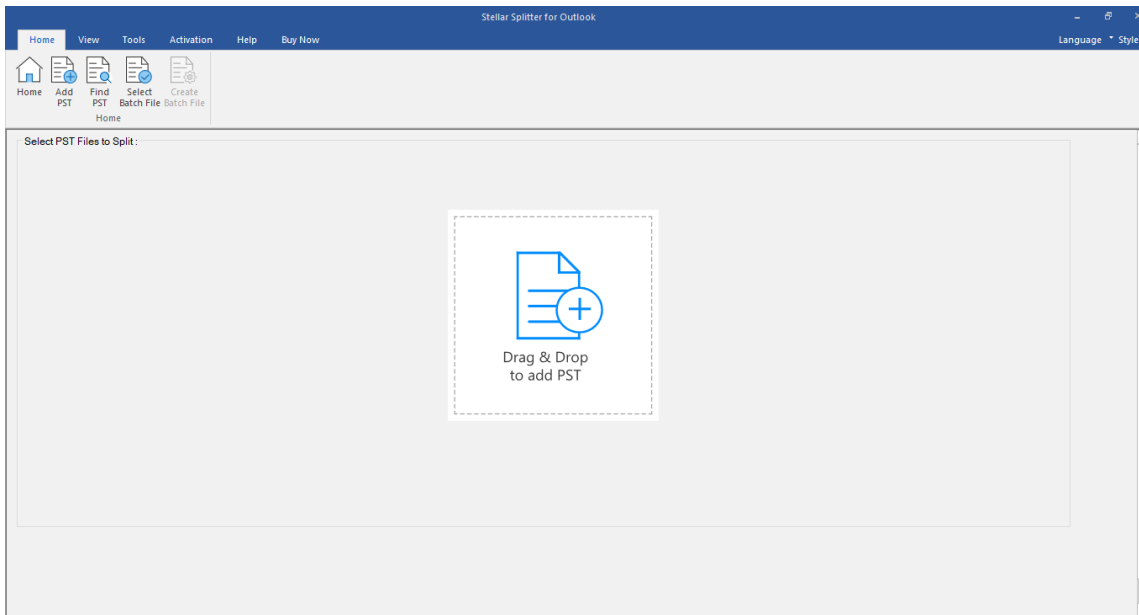 Stellar Splitter for Outlook
Home View Tools Activation Help Buy Now Language Style
Home Add PST Find PST Select Batch File Create Batch File
Home
Select PST Files to Split :
Drag & Drop
to add PST